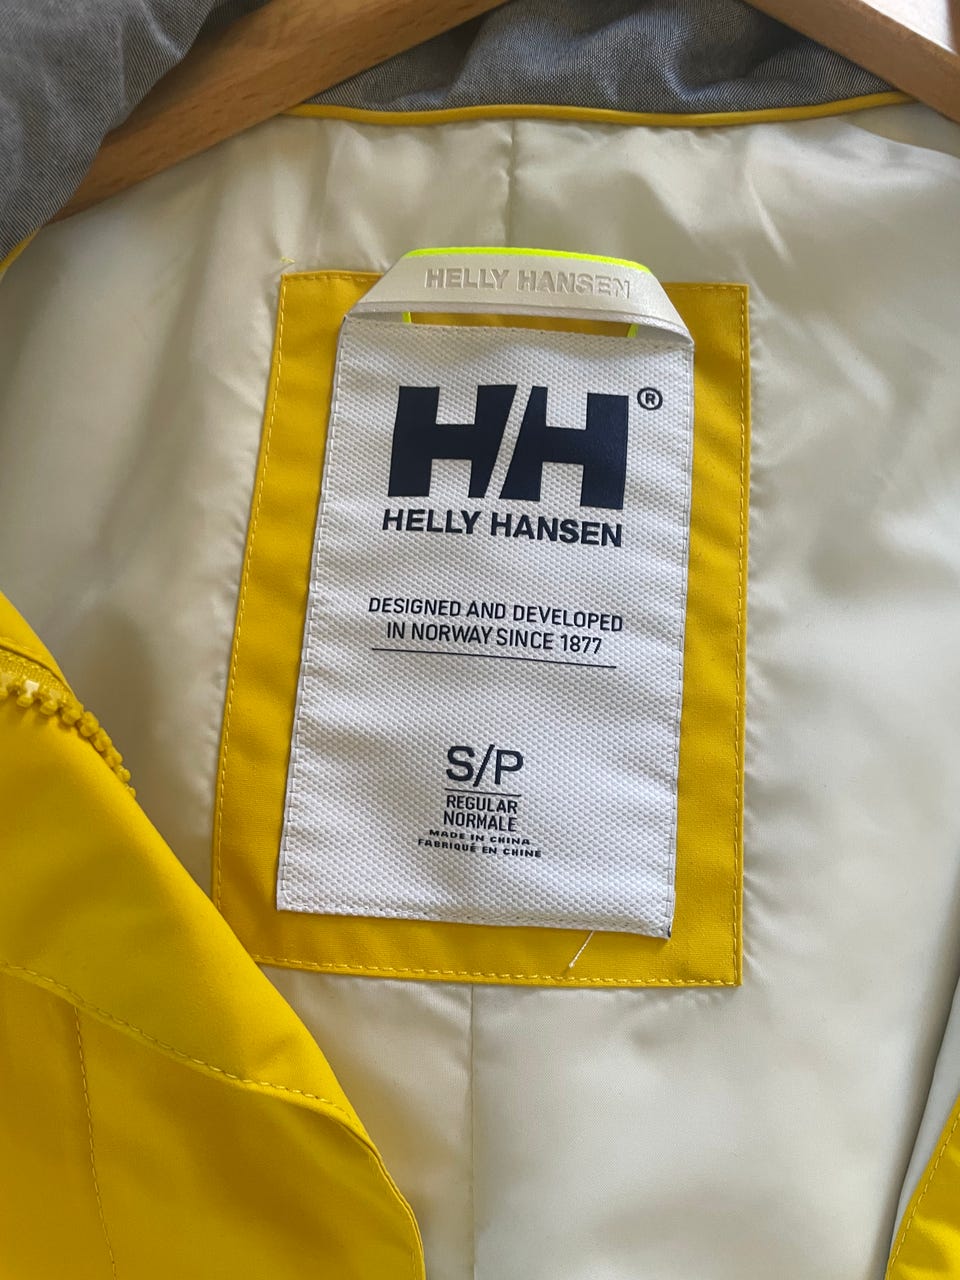 HELLY HANSEN
HH®
HELLY HANSEN
DESIGNED AND DEVELOPED
IN NORWAY SINCE 1877
S/P
REGULAR
NORMALE
MADE IN CHINA
FABRIQUÉ EN CHINE